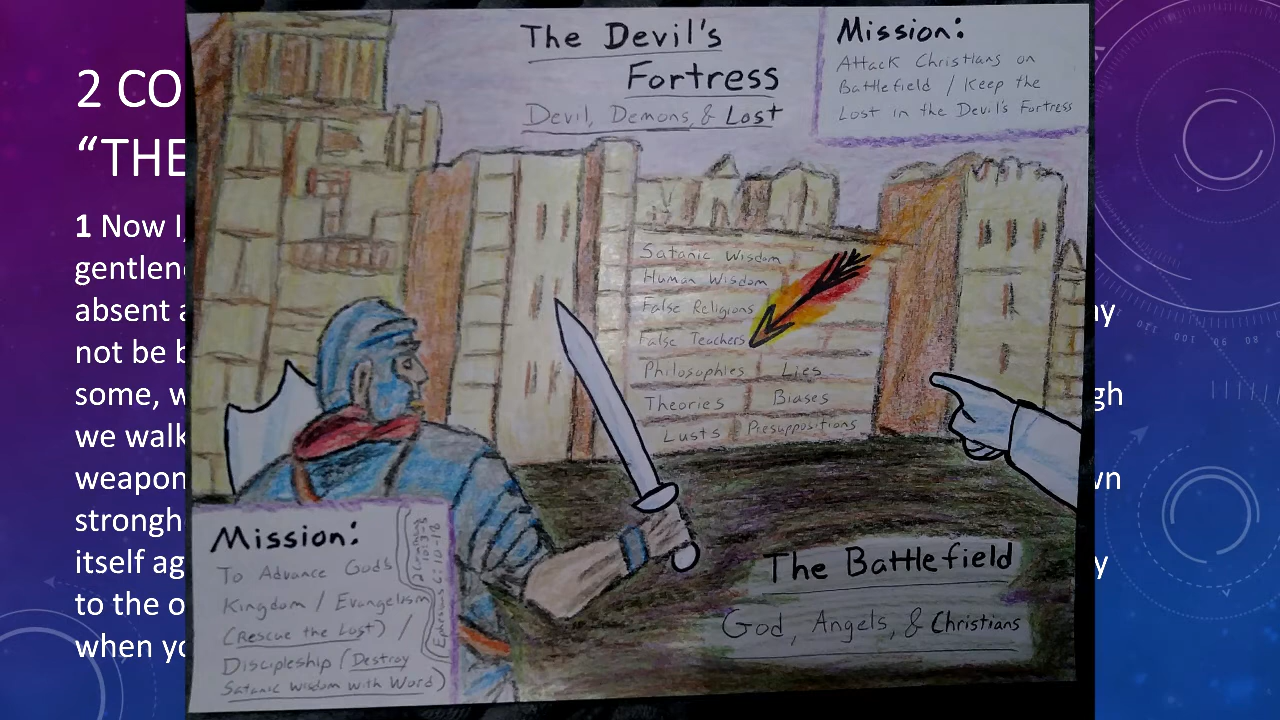 2 CO
“THE
1 Now I,
gentlen
absent a
not be b
some, w
gh
we walk
weapon
wn
strongh
itself ag
y
to the o
when yo
The Devil's
Fortress
Devil, Demons, & Lost
Mission:
Attack Christians on
Battlefield / Keep the
Lost in the Devil's Fortress
Satanic Wisdom
Human Wisdom
False Religions
False Teachers
Philosophies Lies
Theories Biases
Lusts Presuppositions
Mission:
To Advance Gods
Kingdom / Evangelism
(Rescue the Lost) /
Discipleship (Destroy
Satanic Wisdom with Word)
2 Corinthians
10:3-5
Ephesians 6:10-18
The Battlefield
God, Angels, & Christians